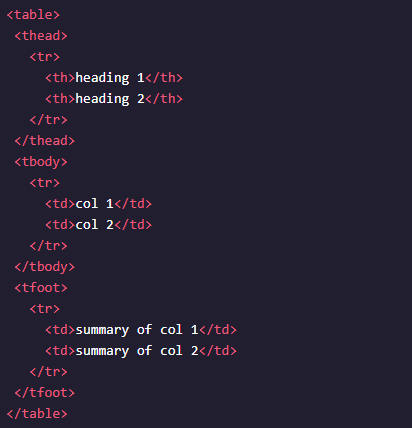 <table>
<thead>
<tr>
<th>heading 1</th>
<th>heading 2</th>
</tr>
</thead>
<tbody>
<tr>
<td>col 1</td>
<td>col 2</td>
</tr>
</tbody>
<tfoot>
<tr>
<td>summary of col 1</td>
<td>summary of col 2</td>
</tr>
</tfoot>
</table>